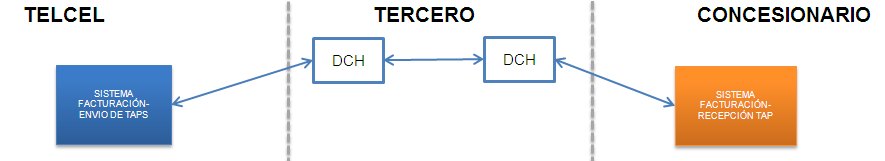 TELCEL
TERCERO
CONCESIONARIO
DCH
DCH
SISTEMA
FACTURACIÓN-
ENVIO DE TAPS
SISTEMA
FACTURACIÓN-
RECEPCIÓN TAP